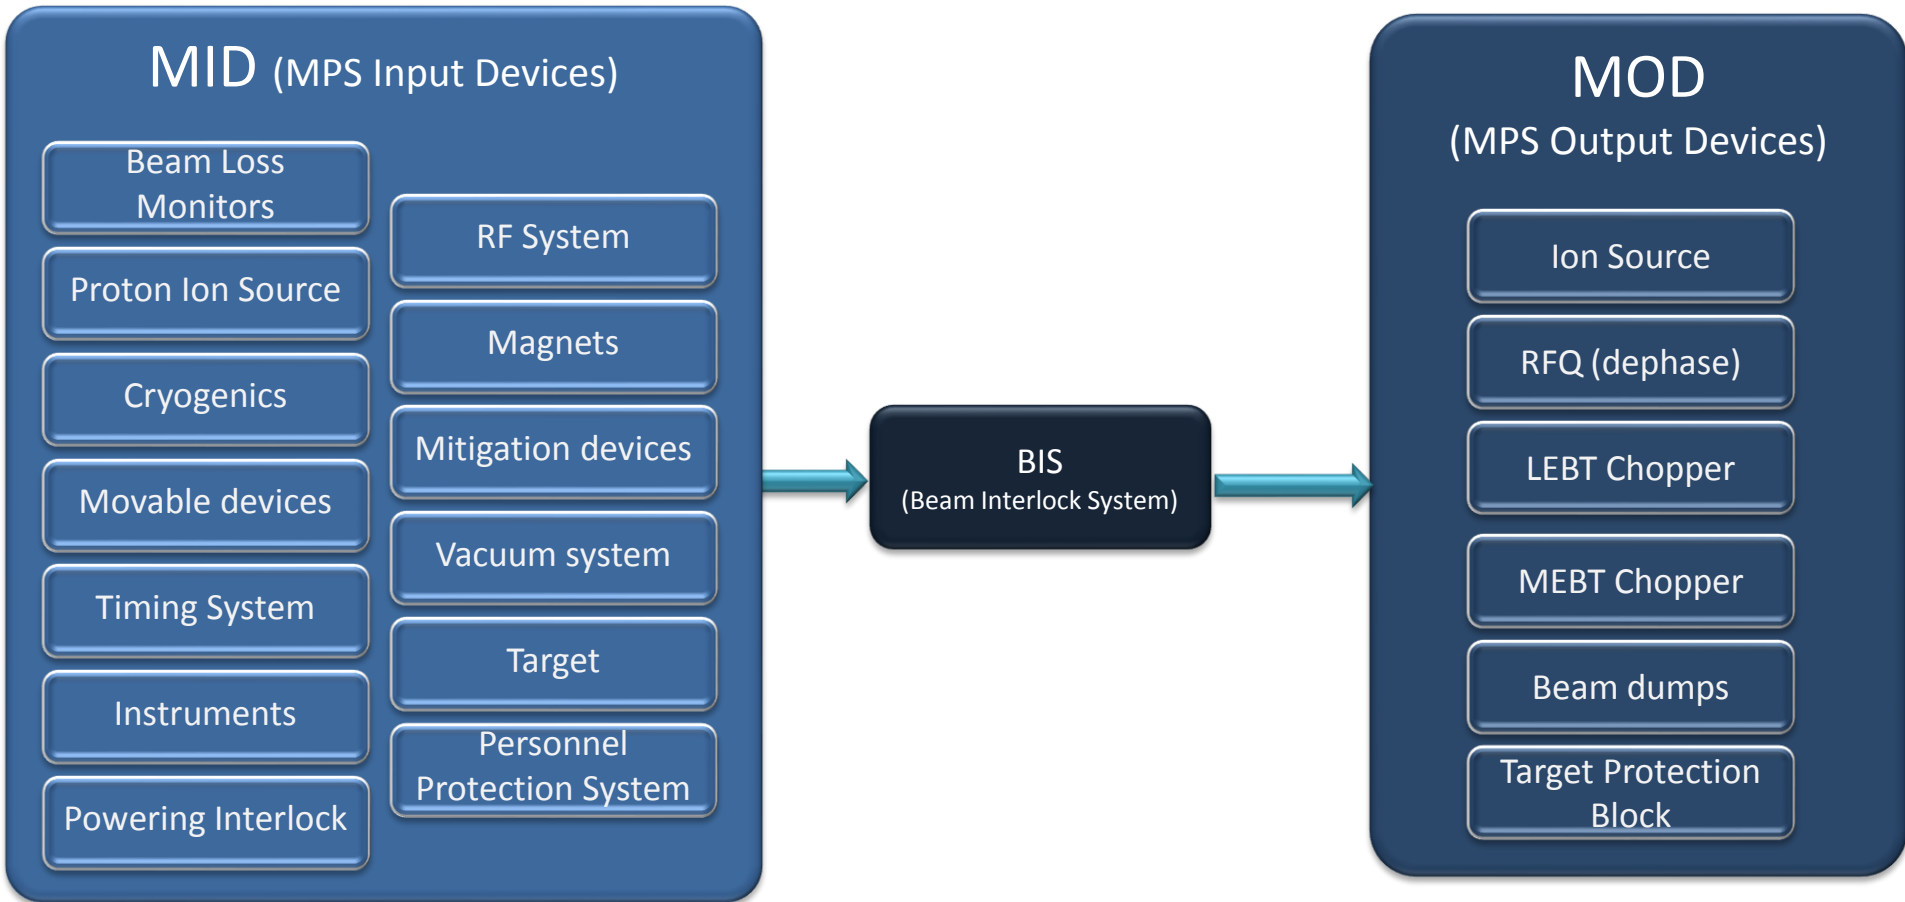 MID (MPS Input Devices)
Beam Loss
Monitors
Proton Ion Source
Cryogenics
Movable devices
Timing System
Instruments
Powering Interlock
RF System
Magnets
Mitigation devices
Vacuum system
Target
Personnel
Protection System
BIS
(Beam Interlock System)
MOD
(MPS Output Devices)
Ion Source
RFQ (dephase)
LEBT Chopper
MEBT Chopper
Beam dumps
Target Protection
Block